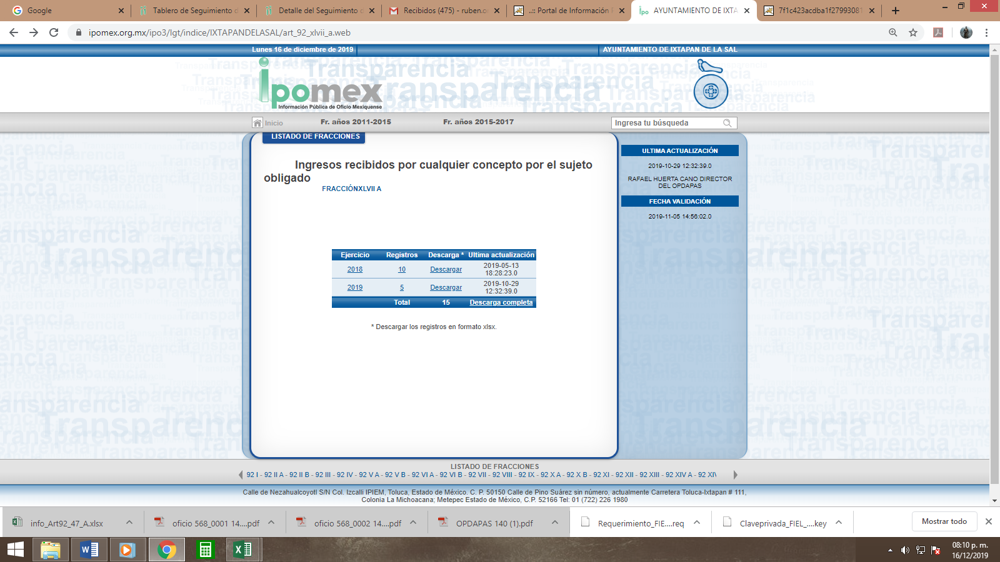 Google
Tablero de Seguimiento d
Detalle del Seguimiento d
Recibidos (475) - ruben.o
..:: Portal de Información P
ipo AYUNTAMIENTO DE IXTA
7f1c423acdba1f27993081
ipomex.org.mx/ipo3/lgt/indice/IXTAPANDELASAL/art_92_xlvii_a.web
Lunes 16 de diciembre de 2019
AYUNTAMIENTO DE IXTAPAN DE LA SAL
Transparencia
ipomex
Información Pública de Oficio Mexiquense
Inicio
Fr. años 2011-2015
Fr. años 2015-2017
Ingresa tu búsqueda
LISTADO DE FRACCIONES
Ingresos recibidos por cualquier concepto por el sujeto
obligado
FRACCIÓNXLVII A
Ejercicio Registros Descarga * Ultima actualización
2018 10 Descargar 2019-05-13
18:28:23.0
2019 5 Descargar 2019-10-29
12:32:39.0
Total 15 Descarga completa
* Descargar los registros en formato xlsx.
ULTIMA ACTUALIZACIÓN
2019-10-29 12:32:39.0
RAFAEL HUERTA CANO DIRECTOR
DEL OPDAPAS
FECHA VALIDACIÓN
2019-11-05 14:56:02.0
LISTADO DE FRACCIONES
92 I - 92 II A - 92 II B - 92 III - 92 IV - 92 V A - 92 V B - 92 VI A - 92 VI B - 92 VII - 92 VIII - 92 IX - 92 X A - 92 X B - 92 XI - 92 XII - 92 XIII - 92 XIV A - 92 XIV
Calle de Nezahualcoyotl S/N Col. Izcalli IPIEM, Toluca, Estado de México. C. P. 50150 Calle de Pino Suárez sin número, actualmente Carretera Toluca-Ixtapan # 111,
Colonia La Michoacana; Metepec Estado de México, C.P. 52166 Tel: 01 (722) 226 1980
info_Art92_47_A.xlsx
oficio 568_0001 14....pdf
oficio 568_0002 14....pdf
OPDAPAS 140 (1).pdf
Requerimiento_FIE....req
Claveprivada_FIEL_....key
Mostrar todo
08:10 p. m.
16/12/2019